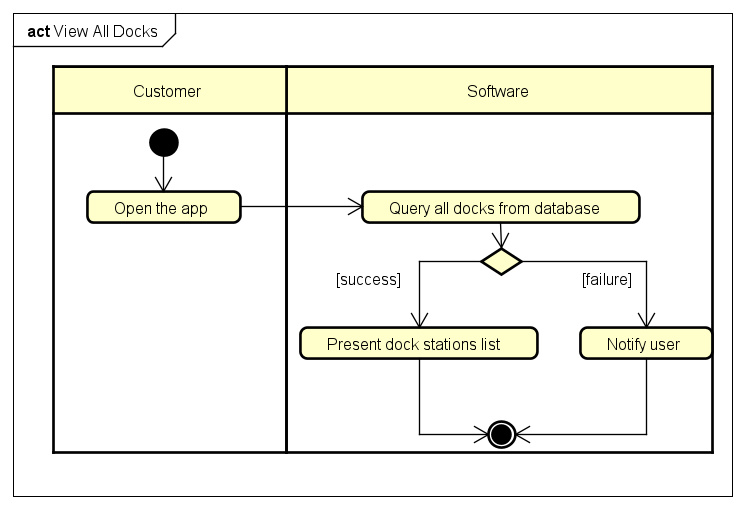 act View All Docks
Customer
Software
Open the app
Query all docks from database
[success]
[failure]
Present dock stations list
Notify user